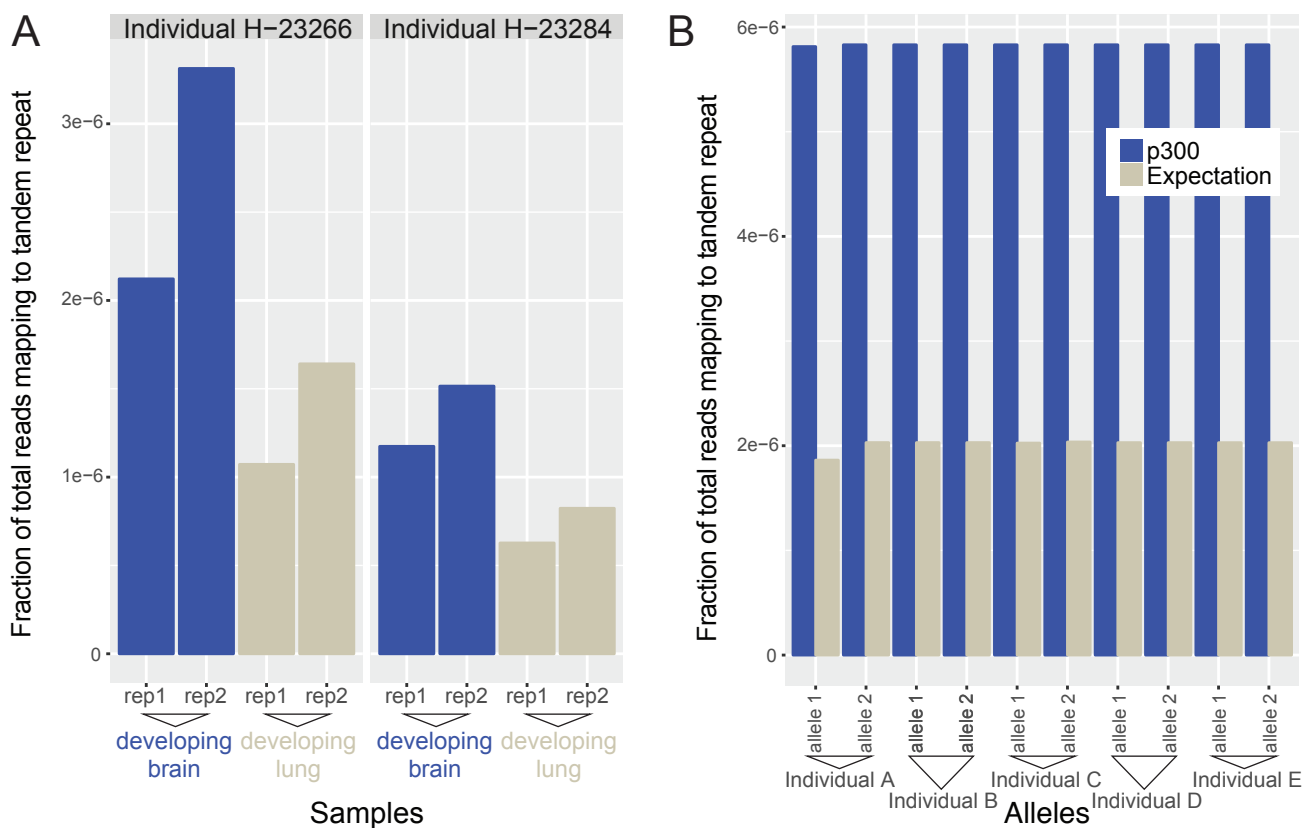 A
Individual H−23266
Individual H−23284
Fraction of total reads mapping to tandem repeat
3e−6
2e−6
1e−6
0
rep1
rep2
rep1
rep2
rep1
rep2
rep1
rep2
developing
brain
developing
lung
developing
brain
developing
lung
Samples
B
Fraction of total reads mapping to tandem repeat
6e−6
4e−6
2e−6
0
p300
Expectation
allele 1
allele 2
allele 1
allele 2
allele 1
allele 2
allele 1
allele 2
allele 1
allele 2
Individual A
Individual B
Individual C
Individual D
Individual E
Alleles